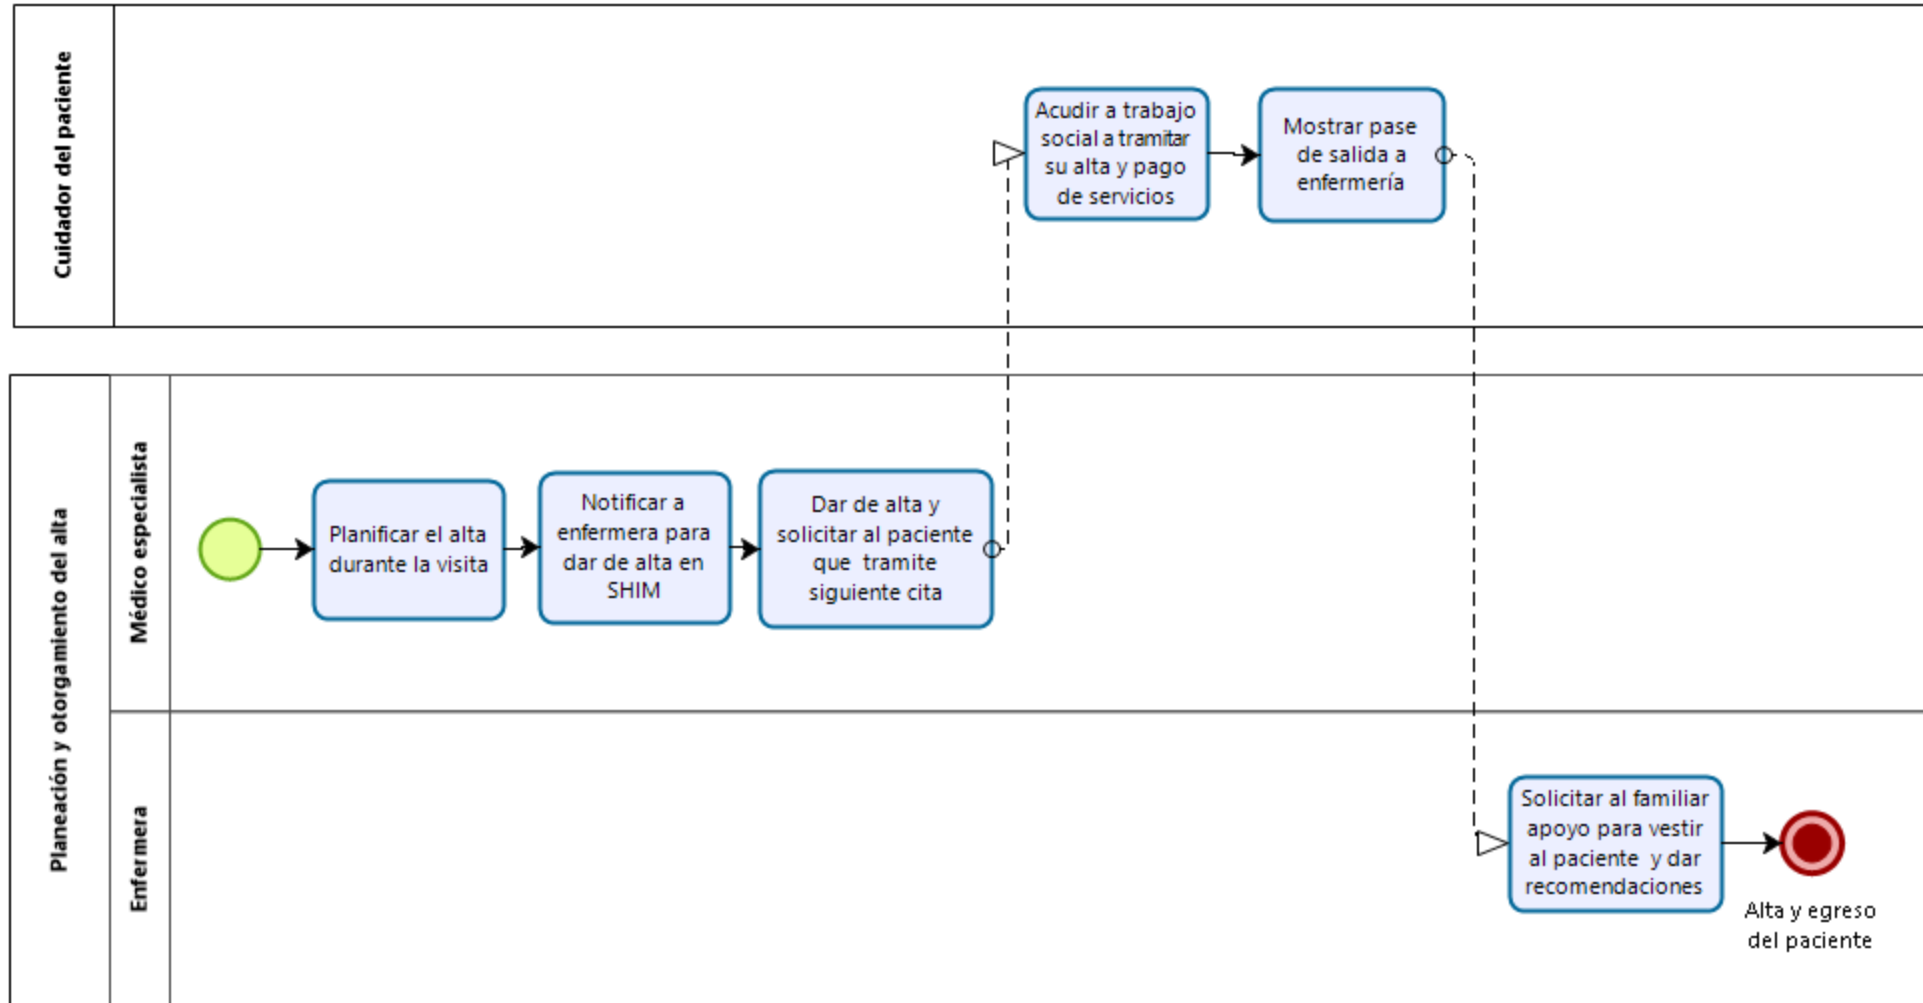 Cuidador del paciente
Acudir a trabajo
social a tramitar
su alta y pago
de servicios
Mostrar pase
de salida a
enfermería
Planeación y otorgamiento del alta
Médico especialista
Planificar el alta
durante la visita
Notificar a
enfermera para
dar de alta en
SHIM
Dar de alta y
solicitar al paciente
que tramite
siguiente cita
Enfermera
Solicitar al familiar
apoyo para vestir
al paciente y dar
recomendaciones
Alta y egreso
del paciente